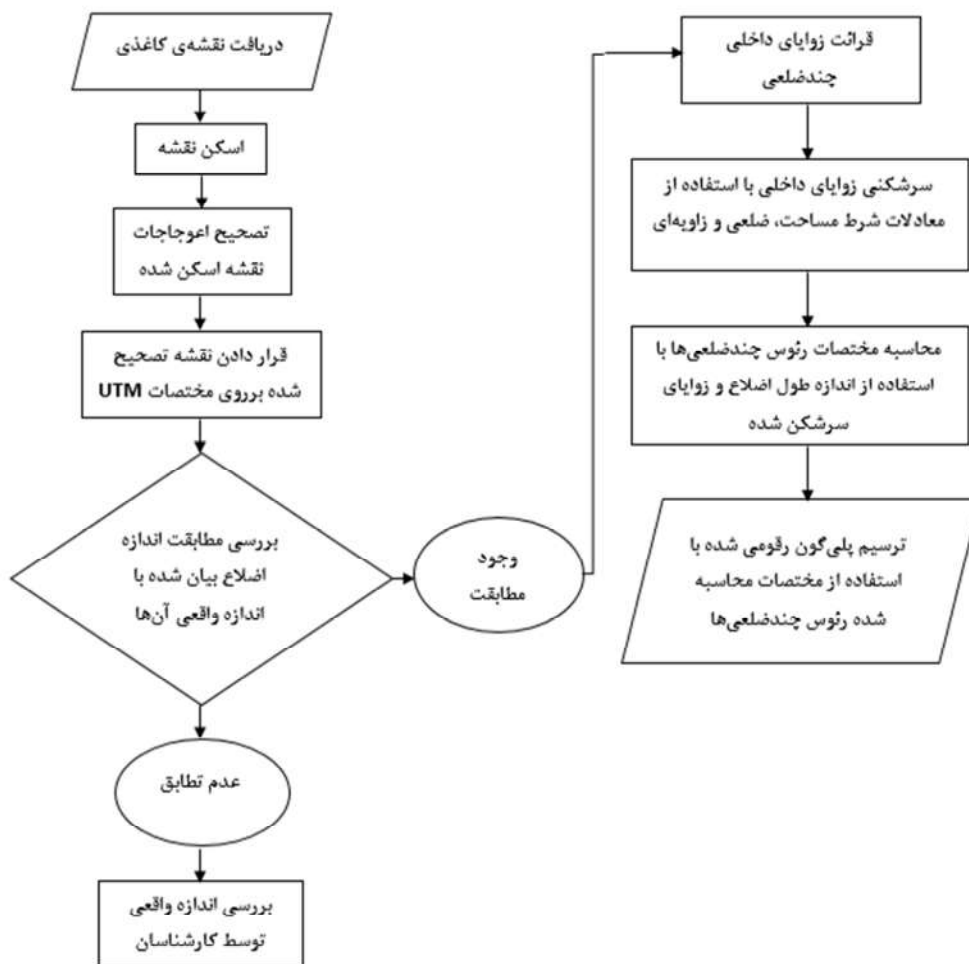 دریافت نقشه‌ی کاغذی
اسکن نقشه
تصحیح اعوجاجات
نقشه اسکن شده
قرار دادن نقشه تصحیح
شده برروی مختصات UTM
بررسی مطابقت اندازه
اضلاع بیان شده با
اندازه واقعی آن‌ها
عدم تطابق
بررسی اندازه واقعی
توسط کارشناسان
وجود
مطابقت
قرائت زوایای داخلی
چندضلعی
سرشکنی زوایای داخلی با استفاده از
معادلات شرط مساحت، ضلعی و زاویه‌ای
محاسبه مختصات رئوس چندضلعی‌ها با
استفاده از اندازه طول اضلاع و زوایای
سرشکن شده
ترسیم پلی‌گون رقومی شده با
استفاده از مختصات محاسبه
شده رئوس چندضلعی‌ها